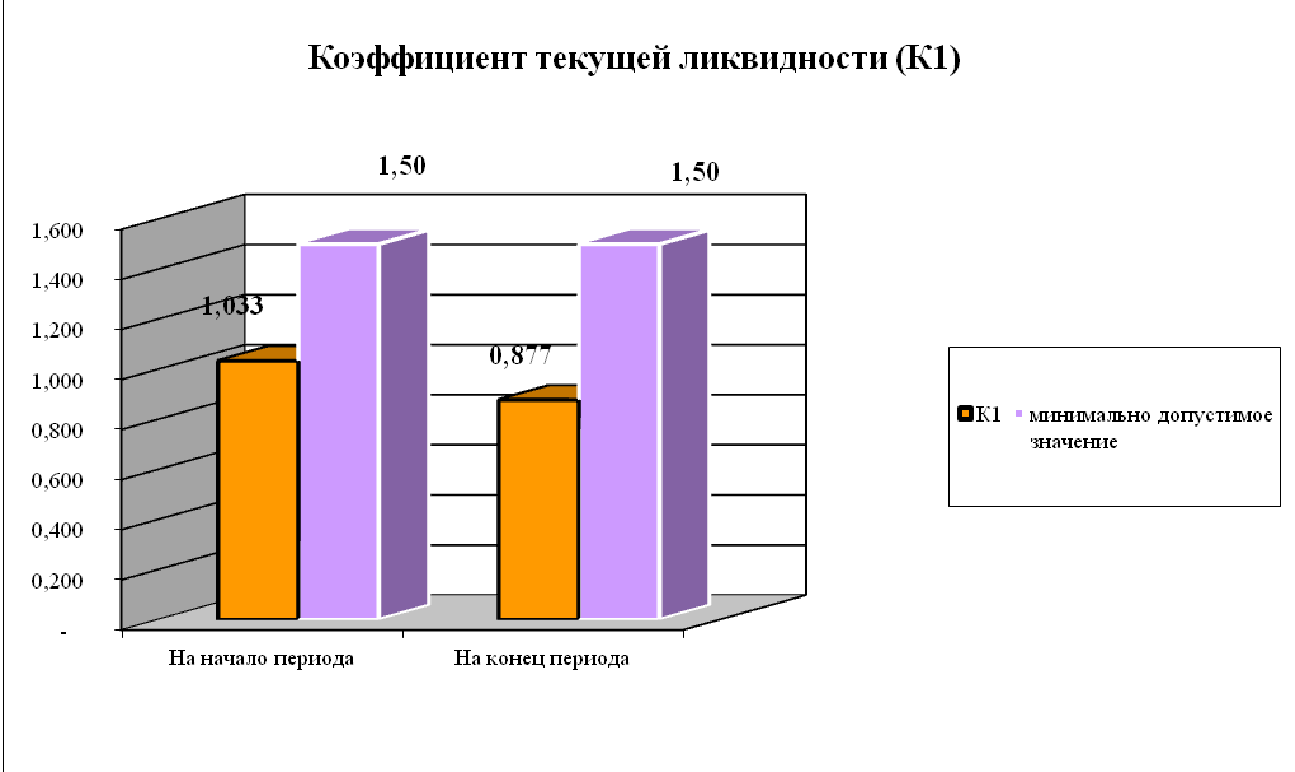 Коэффициент текущей ликвидности (К1)
1,50
1,50
1,600
1,400
1,200
1,000
0,800
0,600
0,400
0,200
-
1,033
0,877
На начало периода
На конец периода
К1
минимально допустимое
значение